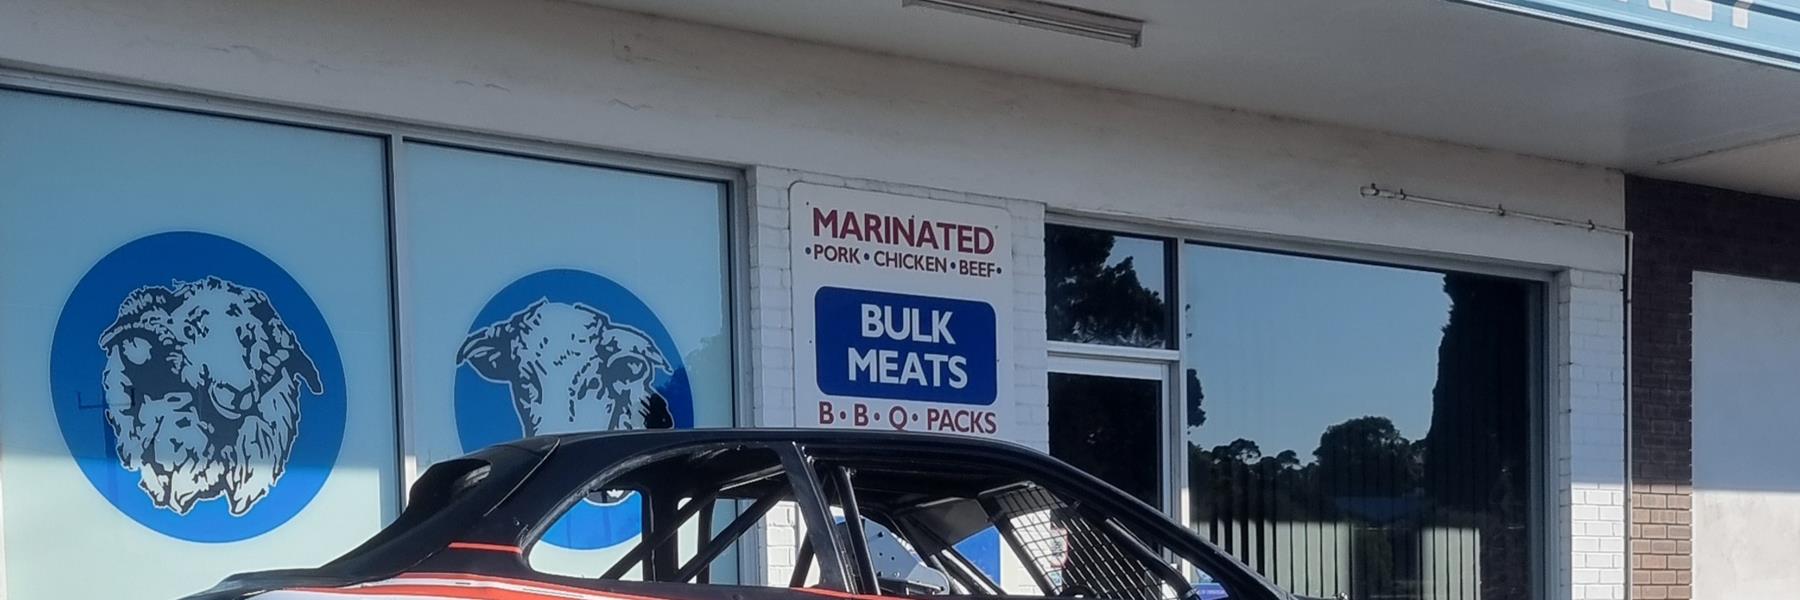 MARINATED
•PORK•CHICKEN•BEEF•
BULK
MEATS
B•B•Q•PACKS